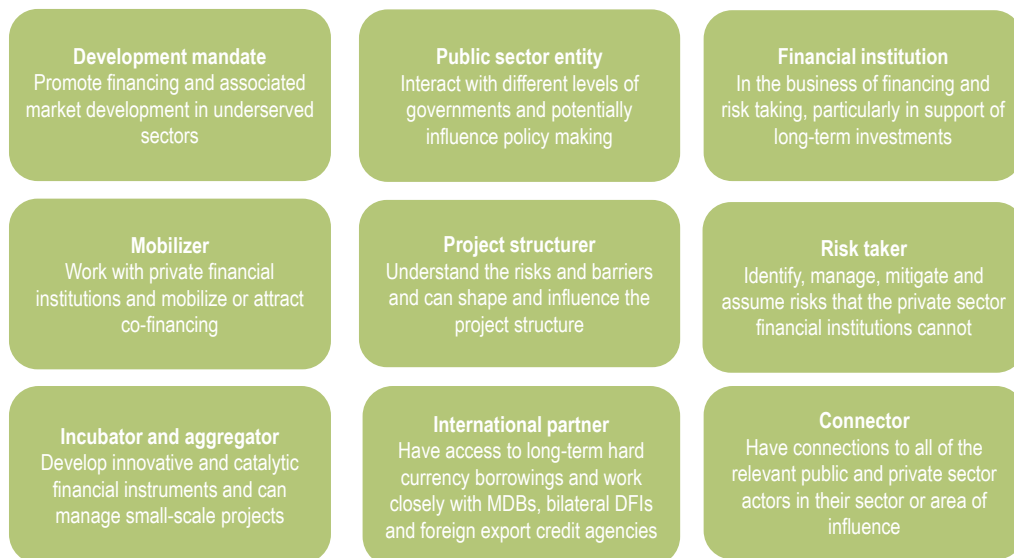 Development mandate
Promote financing and associated
market development in underserved
sectors
Public sector entity
Interact with different levels of
governments and potentially
influence policy making
Financial institution
In the business of financing and
risk taking, particularly in support of
long-term investments
Mobilizer
Work with private financial
institutions and mobilize or attract
co-financing
Project structurer
Understand the risks and barriers
and can shape and influence the
project structure
Risk taker
Identify, manage, mitigate and
assume risks that the private sector
financial institutions cannot
Incubator and aggregator
Develop innovative and catalytic
financial instruments and can
manage small-scale projects
International partner
Have access to long-term hard
currency borrowings and work
closely with MDBs, bilateral DFIs
and foreign export credit agencies
Connector
Have connections to all of the
relevant public and private sector
actors in their sector or area of
influence